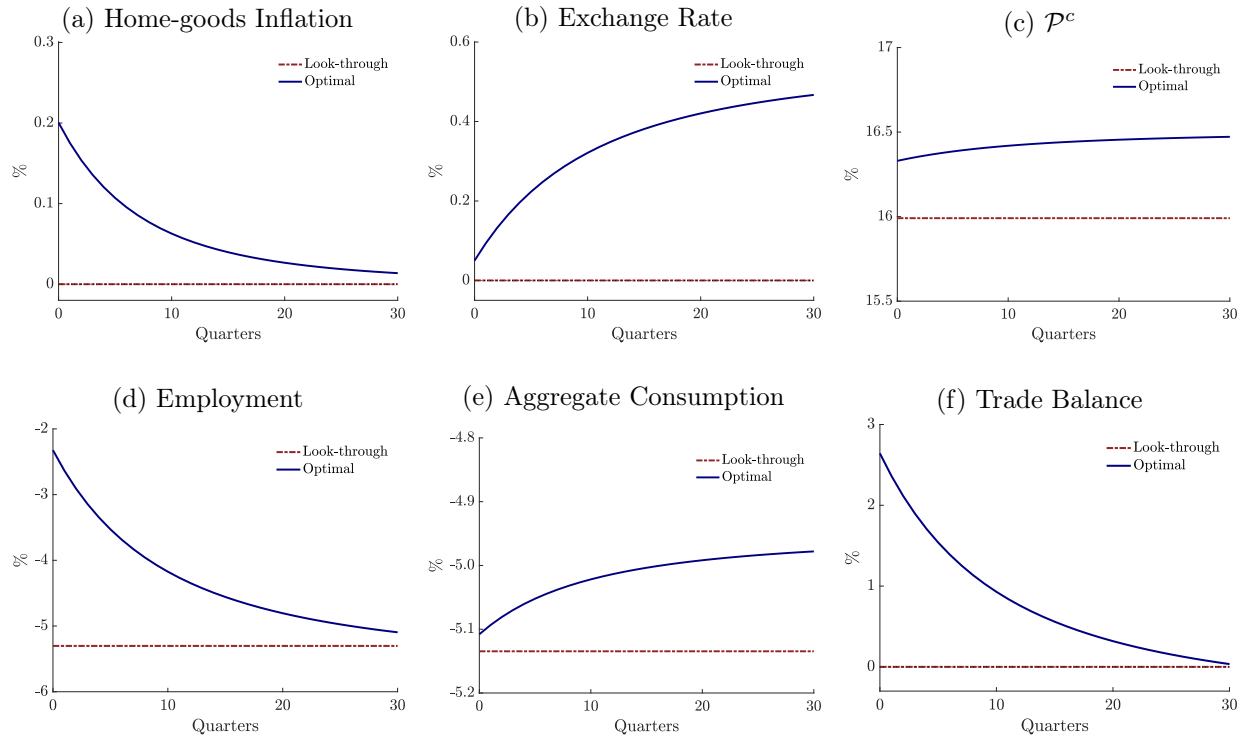 (a) Home-goods Inflation
0.3
0.2
0.1
0
%
Look-through
Optimal
0
10
20
30
Quarters
(b) Exchange Rate
0.6
0.4
0.2
0
%
Look-through
Optimal
0
10
20
30
Quarters
(c) 𝒫ᶜ
17
16.5
16
15.5
%
Look-through
Optimal
0
10
20
30
Quarters
(d) Employment
–2
–3
–4
–5
–6
%
Look-through
Optimal
0
10
20
30
Quarters
(e) Aggregate Consumption
–4.8
–4.9
–5.0
–5.1
–5.2
%
Look-through
Optimal
0
10
20
30
Quarters
(f) Trade Balance
3
2
1
0
%
Look-through
Optimal
0
10
20
30
Quarters